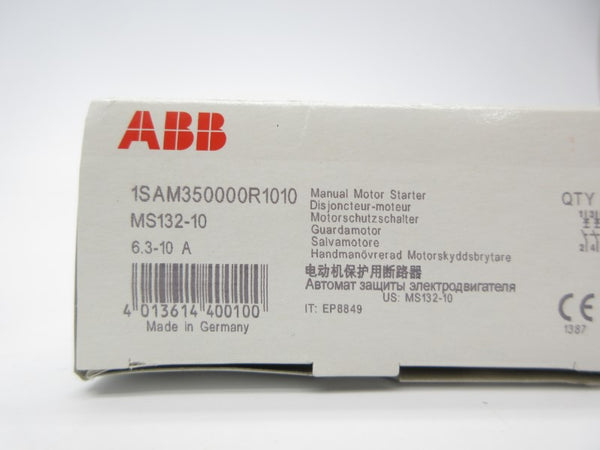 ABB
1SAM350000R1010
MS132-10
6.3-10 A
4 013614 400100
Made in Germany
Manual Motor Starter
Disjoncteur-moteur
Motorschutzschalter
Guardamotor
Salvamotore
Handmanövrerad Motorskyddsbrytare
电动机保护用断路器
Автомат защиты электродвигателя
US: MS132-10
IT: EP8849
QTY
CE
1387